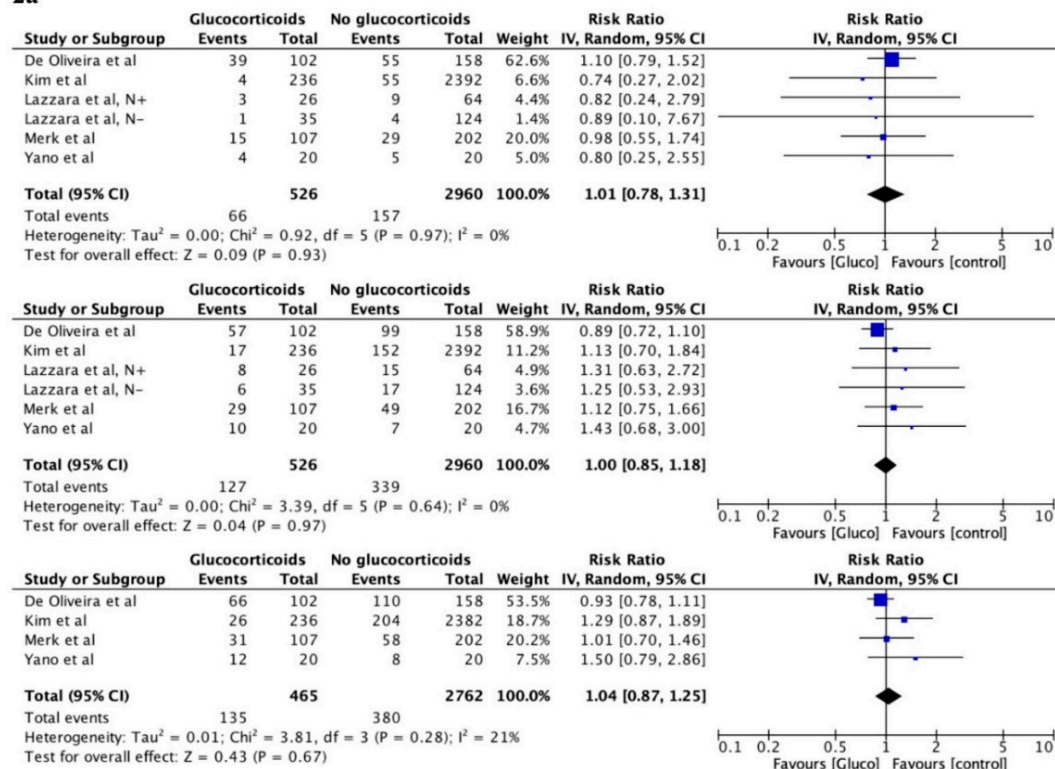 2a
Glucocorticoids No glucocorticoids Risk Ratio Risk Ratio
Study or Subgroup Events Total Events Total Weight IV, Random, 95% CI IV, Random, 95% CI
De Oliveira et al 39 102 55 158 62.6% 1.10 [0.79, 1.52]
Kim et al 4 236 55 2392 6.6% 0.74 [0.27, 2.02]
Lazzara et al, N+ 3 26 9 64 4.4% 0.82 [0.24, 2.79]
Lazzara et al, N- 1 35 4 124 1.4% 0.89 [0.10, 7.67]
Merk et al 15 107 29 202 20.0% 0.98 [0.55, 1.74]
Yano et al 4 20 5 20 5.0% 0.80 [0.25, 2.55]
Total (95% CI) 526 2960 100.0% 1.01 [0.78, 1.31]
Total events 66 157
Heterogeneity: Tau² = 0.00; Chi² = 0.92, df = 5 (P = 0.97); I² = 0%
Test for overall effect: Z = 0.09 (P = 0.93)
0.1 0.2 0.5 1 2 5 10
Favours [Gluco] Favours [control]
Glucocorticoids No glucocorticoids Risk Ratio Risk Ratio
Study or Subgroup Events Total Events Total Weight IV, Random, 95% CI IV, Random, 95% CI
De Oliveira et al 57 102 99 158 58.9% 0.89 [0.72, 1.10]
Kim et al 17 236 152 2392 11.2% 1.13 [0.70, 1.84]
Lazzara et al, N+ 8 26 15 64 4.9% 1.31 [0.63, 2.72]
Lazzara et al, N- 6 35 17 124 3.6% 1.25 [0.53, 2.93]
Merk et al 29 107 49 202 16.7% 1.12 [0.75, 1.66]
Yano et al 10 20 7 20 4.7% 1.43 [0.68, 3.00]
Total (95% CI) 526 2960 100.0% 1.00 [0.85, 1.18]
Total events 127 339
Heterogeneity: Tau² = 0.00; Chi² = 3.39, df = 5 (P = 0.64); I² = 0%
Test for overall effect: Z = 0.04 (P = 0.97)
0.1 0.2 0.5 1 2 5 10
Favours [Gluco] Favours [control]
Glucocorticoids No glucocorticoids Risk Ratio Risk Ratio
Study or Subgroup Events Total Events Total Weight IV, Random, 95% CI IV, Random, 95% CI
De Oliveira et al 66 102 110 158 53.5% 0.93 [0.78, 1.11]
Kim et al 26 236 204 2382 18.7% 1.29 [0.87, 1.89]
Merk et al 31 107 58 202 20.2% 1.01 [0.70, 1.46]
Yano et al 12 20 8 20 7.5% 1.50 [0.79, 2.86]
Total (95% CI) 465 2762 100.0% 1.04 [0.87, 1.25]
Total events 135 380
Heterogeneity: Tau² = 0.01; Chi² = 3.81, df = 3 (P = 0.28); I² = 21%
Test for overall effect: Z = 0.43 (P = 0.67)
0.1 0.2 0.5 1 2 5 10
Favours [Gluco] Favours [control]